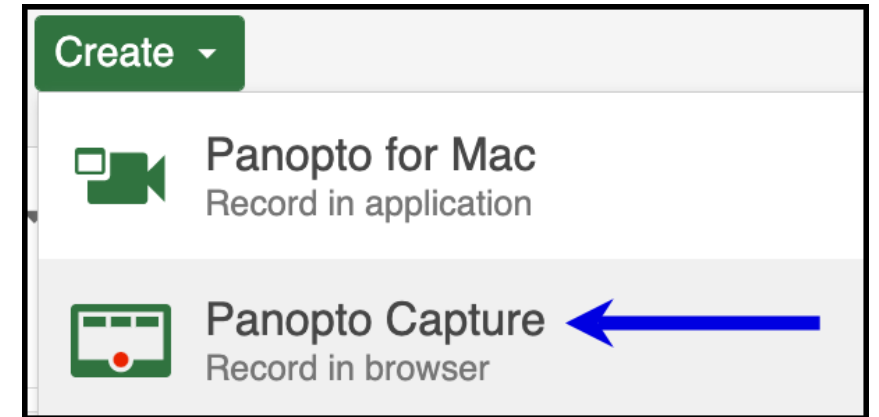 Create
Panopto for Mac
Record in application
Panopto Capture
Record in browser